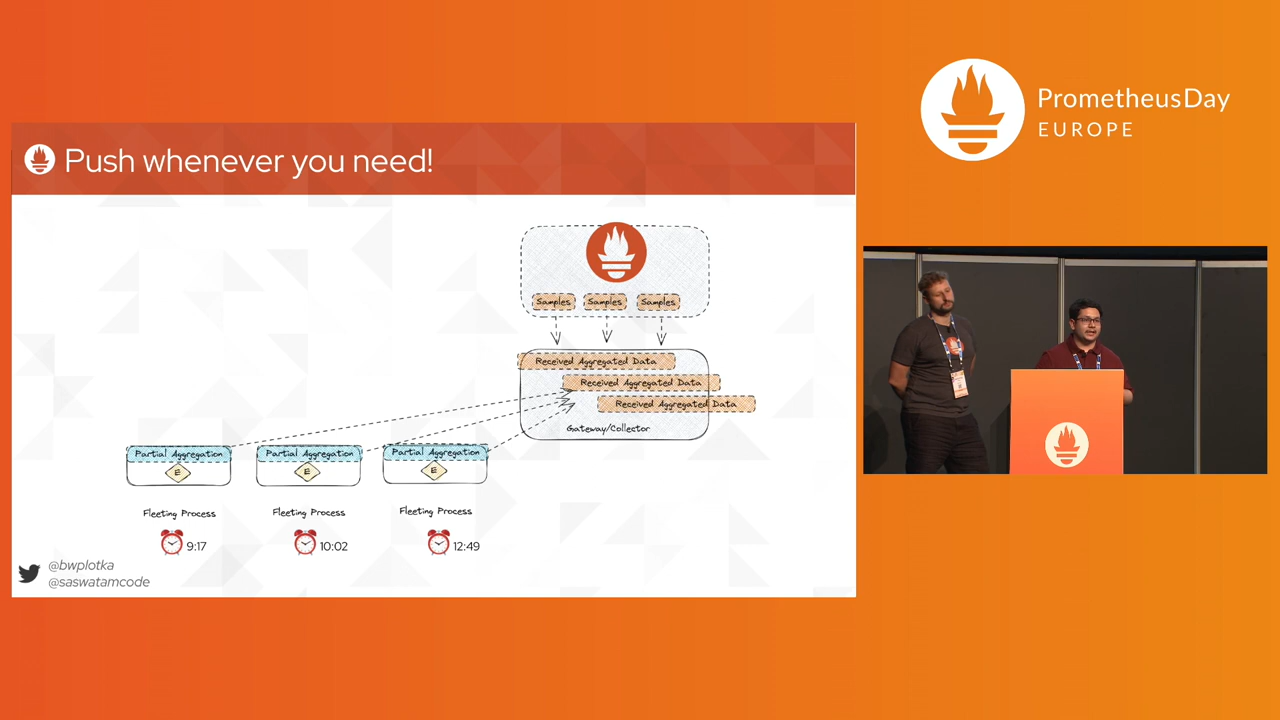 Push whenever you need!
PrometheusDay
EUROPE
Samples
Samples
Samples
Received Aggregated Data
Received Aggregated Data
Received Aggregated Data
Gateway/Collector
Partial Aggregation
Partial Aggregation
Partial Aggregation
E
E
E
Fleeting Process
Fleeting Process
Fleeting Process
9:17
10:02
12:49
@bwplotka
@saswatamcode